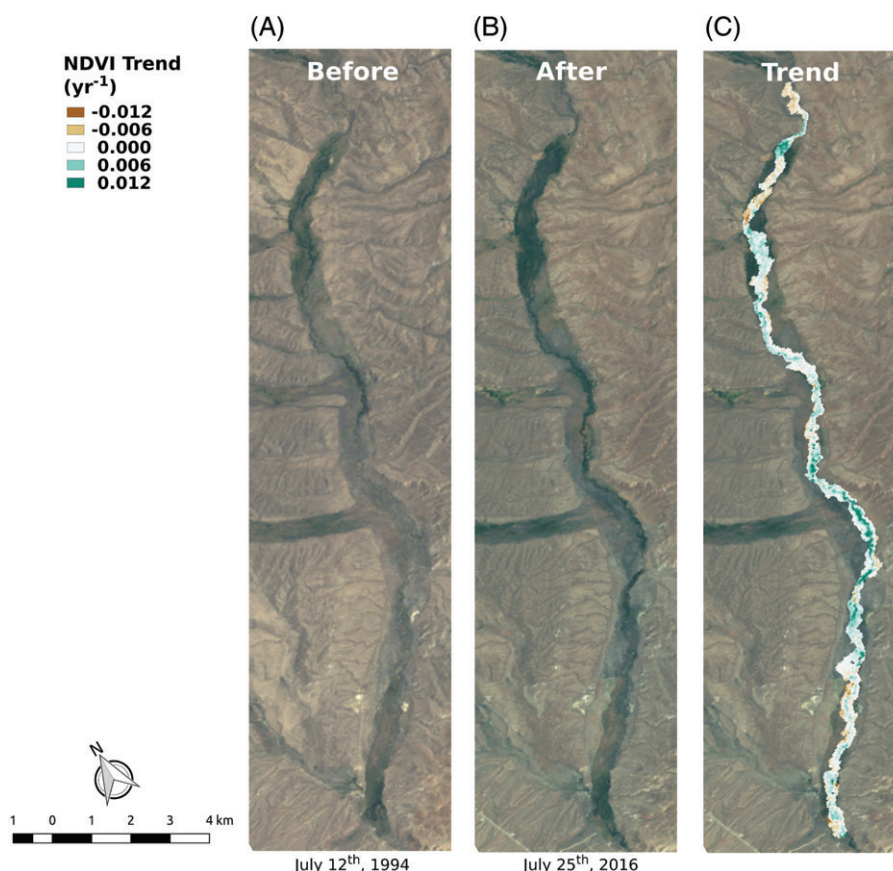 (A)
(B)
(C)
NDVI Trend
(yr⁻¹)
-0.012
-0.006
0.000
0.006
0.012
Before
After
Trend
N
1 0 1 2 3 4 km
July 12th, 1994
July 25th, 2016